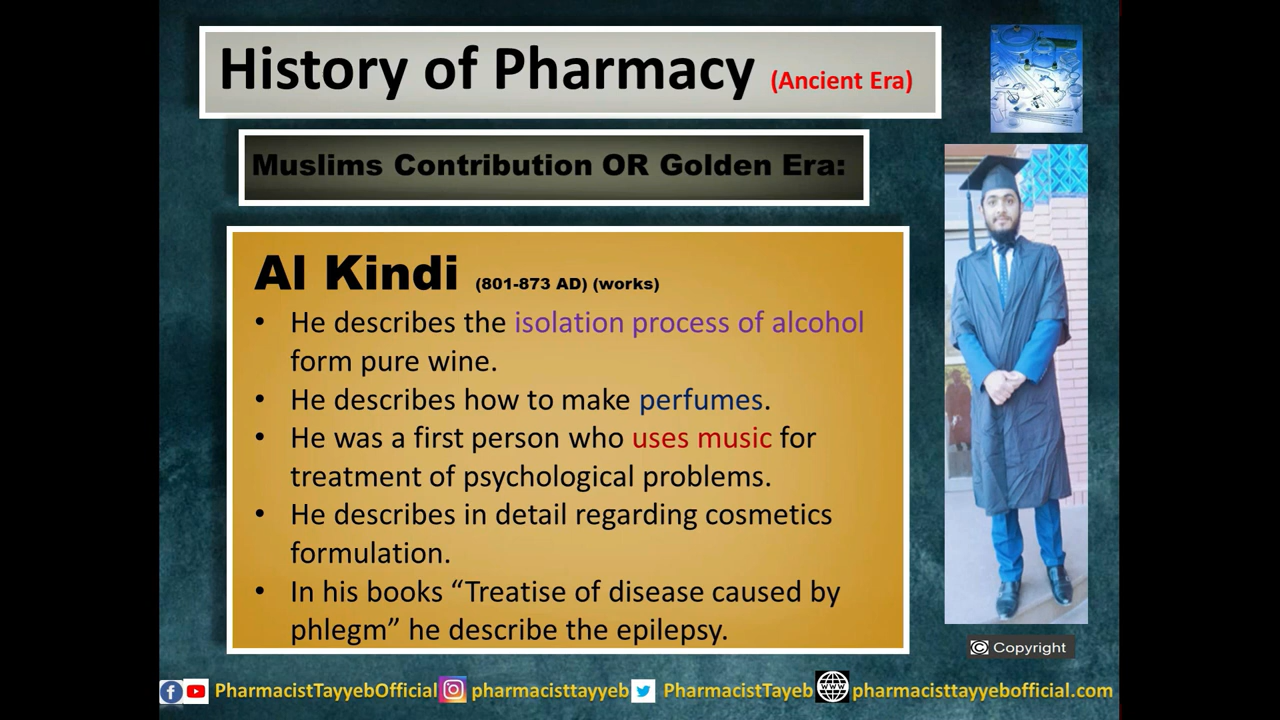 History of Pharmacy (Ancient Era)
Muslims Contribution OR Golden Era:
Al Kindi (801-873 AD) (works)
• He describes the isolation process of alcohol
form pure wine.
• He describes how to make perfumes.
• He was a first person who uses music for
treatment of psychological problems.
• He describes in detail regarding cosmetics
formulation.
• In his books “Treatise of disease caused by
phlegm” he describe the epilepsy.
© Copyright
PharmacistTayyebOfficial pharmacisttayyeb PharmacistTayeb WWW pharmacisttayyebofficial.com